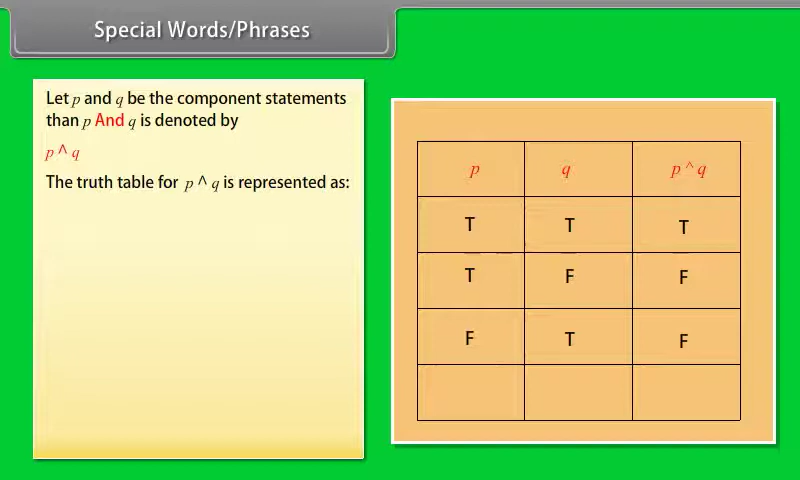 Special Words/Phrases
Let p and q be the component statements
than p And q is denoted by
p ^ q
The truth table for p ^ q is represented as:
p q p ^ q
T T T
T F F
F T F